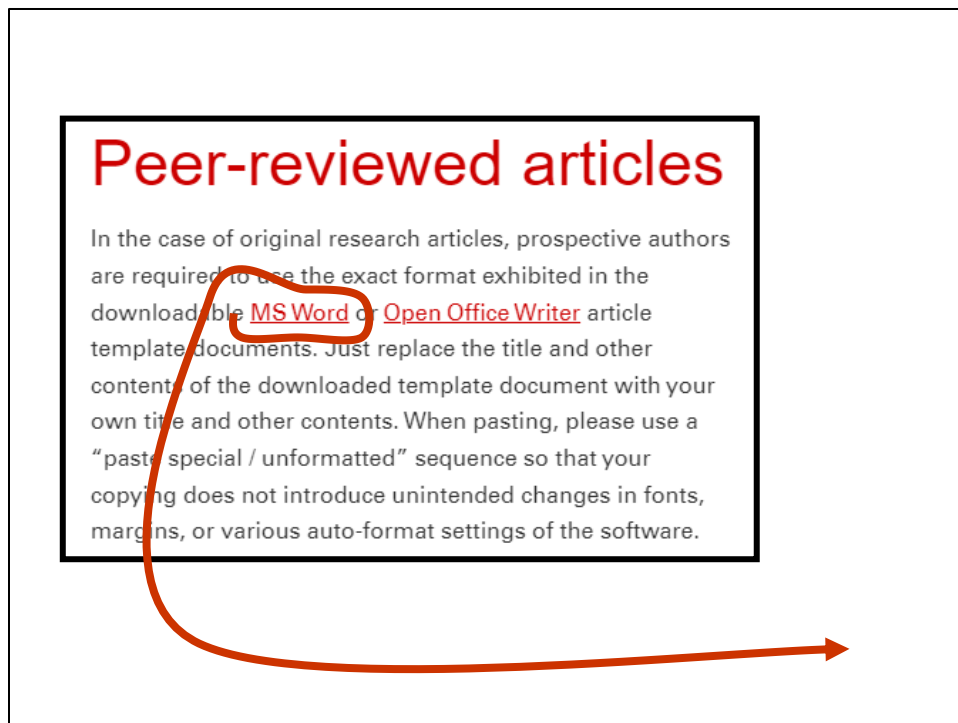 Peer-reviewed articles
In the case of original research articles, prospective authors
are required to use the exact format exhibited in the
downloadable MS Word or Open Office Writer article
template documents. Just replace the title and other
contents of the downloaded template document with your
own title and other contents. When pasting, please use a
“paste special / unformatted” sequence so that your
copying does not introduce unintended changes in fonts,
margins, or various auto-format settings of the software.